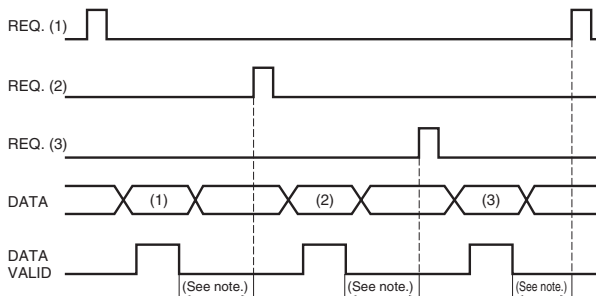 REQ. (1)
REQ. (2)
REQ. (3)
DATA (1) (2) (3)
DATA
VALID
(See note.) (See note.) (See note.)